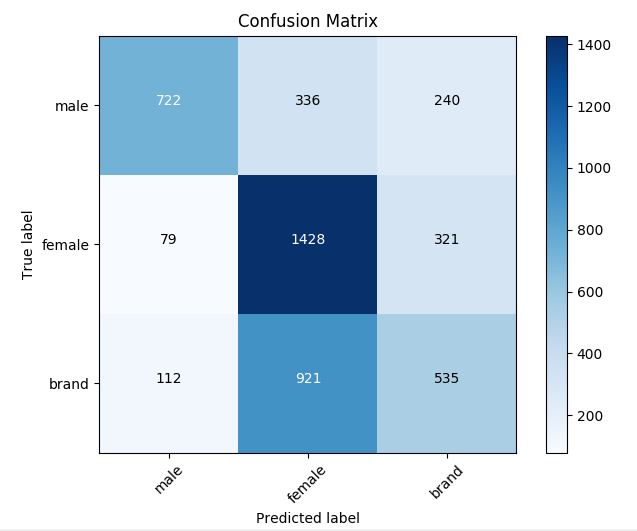 Confusion Matrix
True label
male
722
336
240
female
79
1428
321
brand
112
921
535
male
female
brand
Predicted label
1400
1200
1000
800
600
400
200